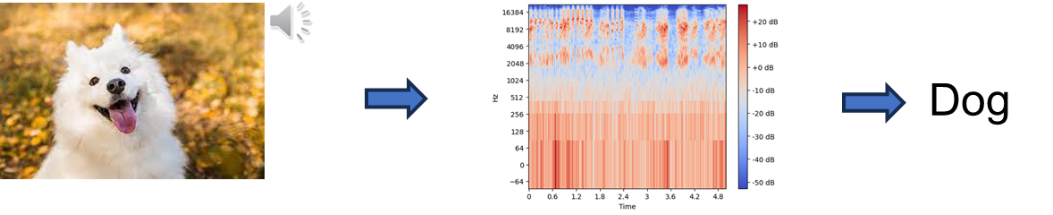 16384
8192
4096
2048
1024
512
256
128
64
0
−64
Hz
0 0.6 1.2 1.8 2.4 3 3.6 4.2 4.8
Time
+20 dB
+10 dB
+0 dB
-10 dB
-20 dB
-30 dB
-40 dB
-50 dB
Dog